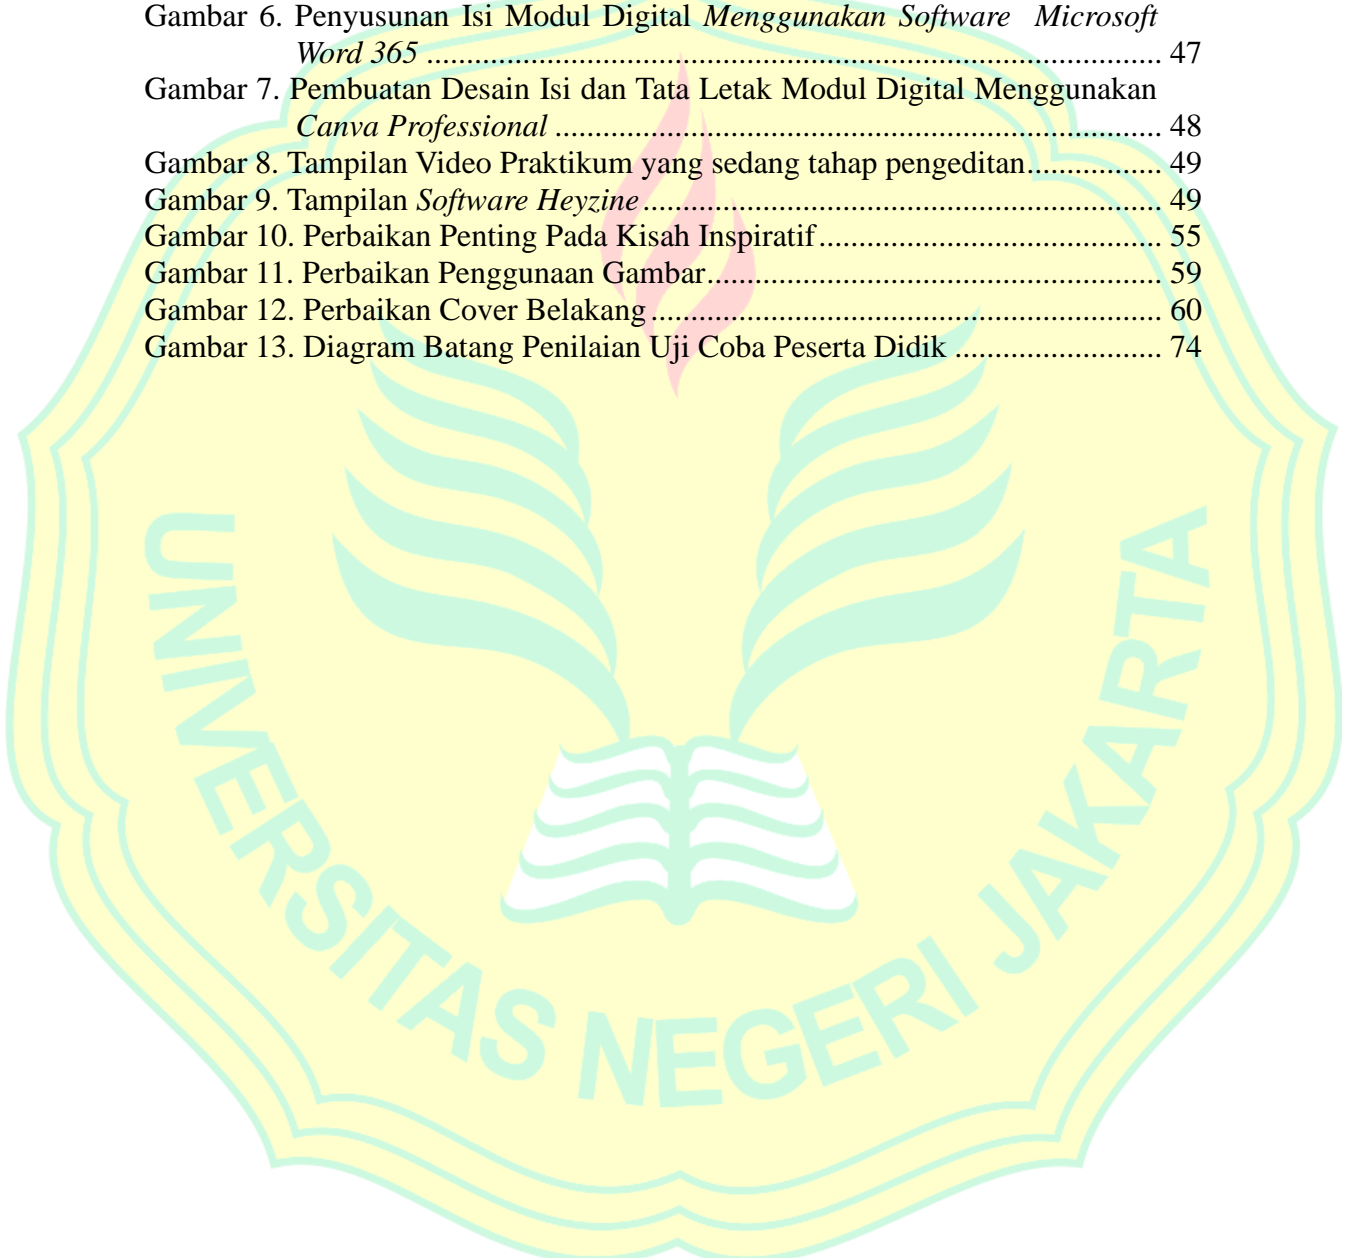 Gambar 6. Penyusunan Isi Modul Digital Menggunakan Software Microsoft
Word 365 ............................................................................................. 47
Gambar 7. Pembuatan Desain Isi dan Tata Letak Modul Digital Menggunakan
Canva Professional ............................................................................. 48
Gambar 8. Tampilan Video Praktikum yang sedang tahap pengeditan................. 49
Gambar 9. Tampilan Software Heyzine.................................................................. 49
Gambar 10. Perbaikan Penting Pada Kisah Inspiratif........................................... 55
Gambar 11. Perbaikan Penggunaan Gambar......................................................... 59
Gambar 12. Perbaikan Cover Belakang ................................................................ 60
Gambar 13. Diagram Batang Penilaian Uji Coba Peserta Didik .......................... 74
UNIVERSITAS NEGERI JAKARTA